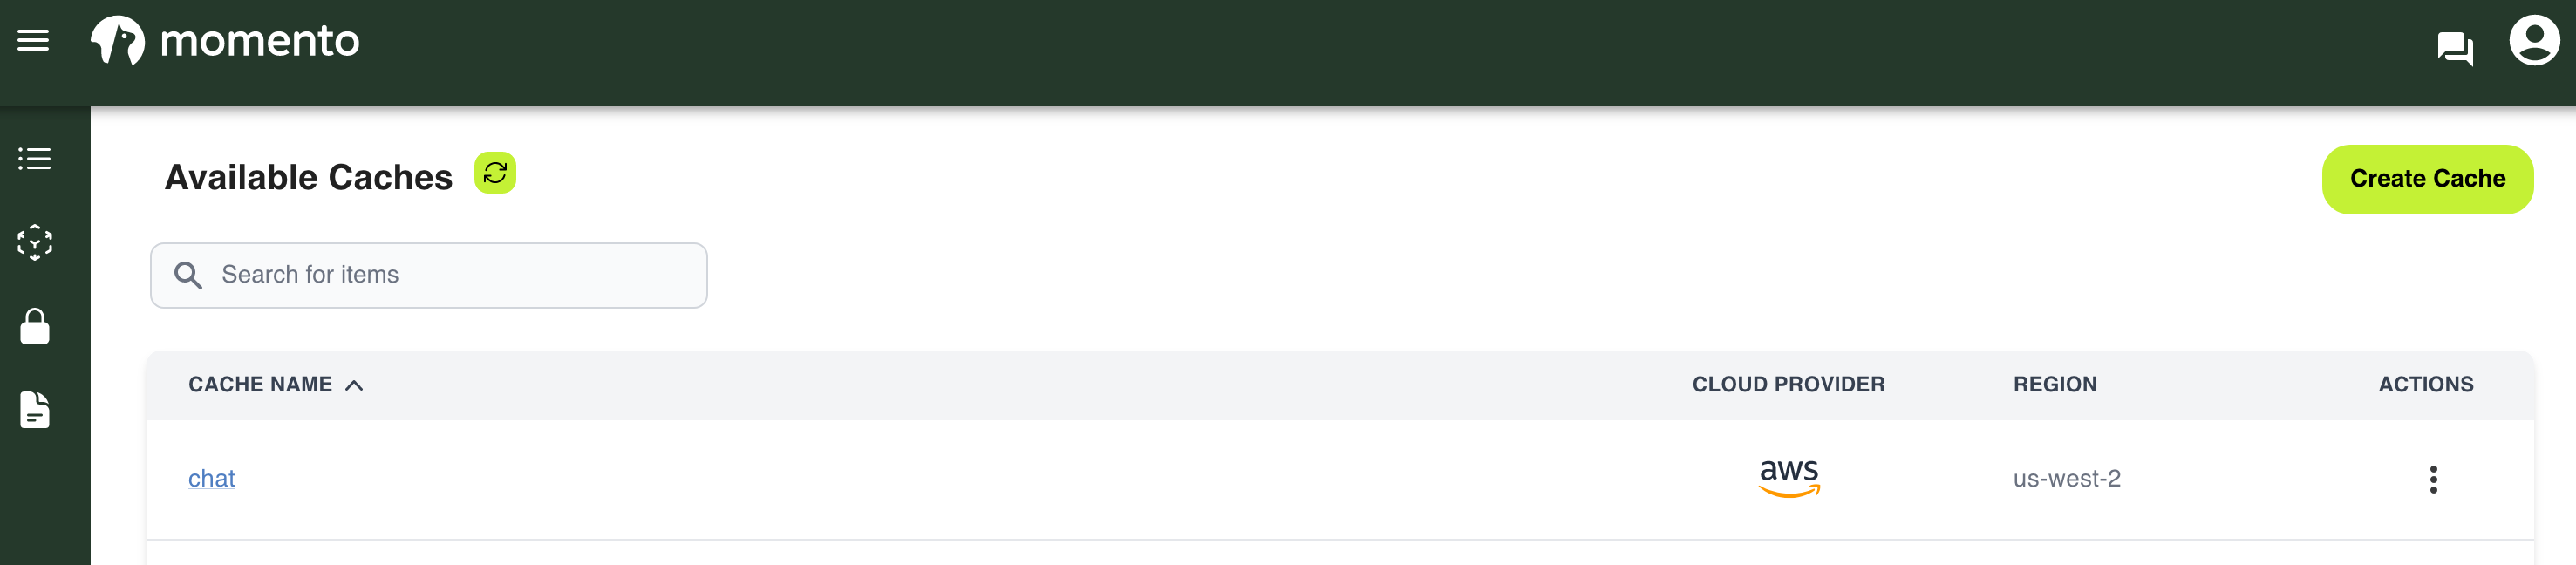 momento
Available Caches
Create Cache
Search for items
CACHE NAME CLOUD PROVIDER REGION ACTIONS
chat aws us-west-2